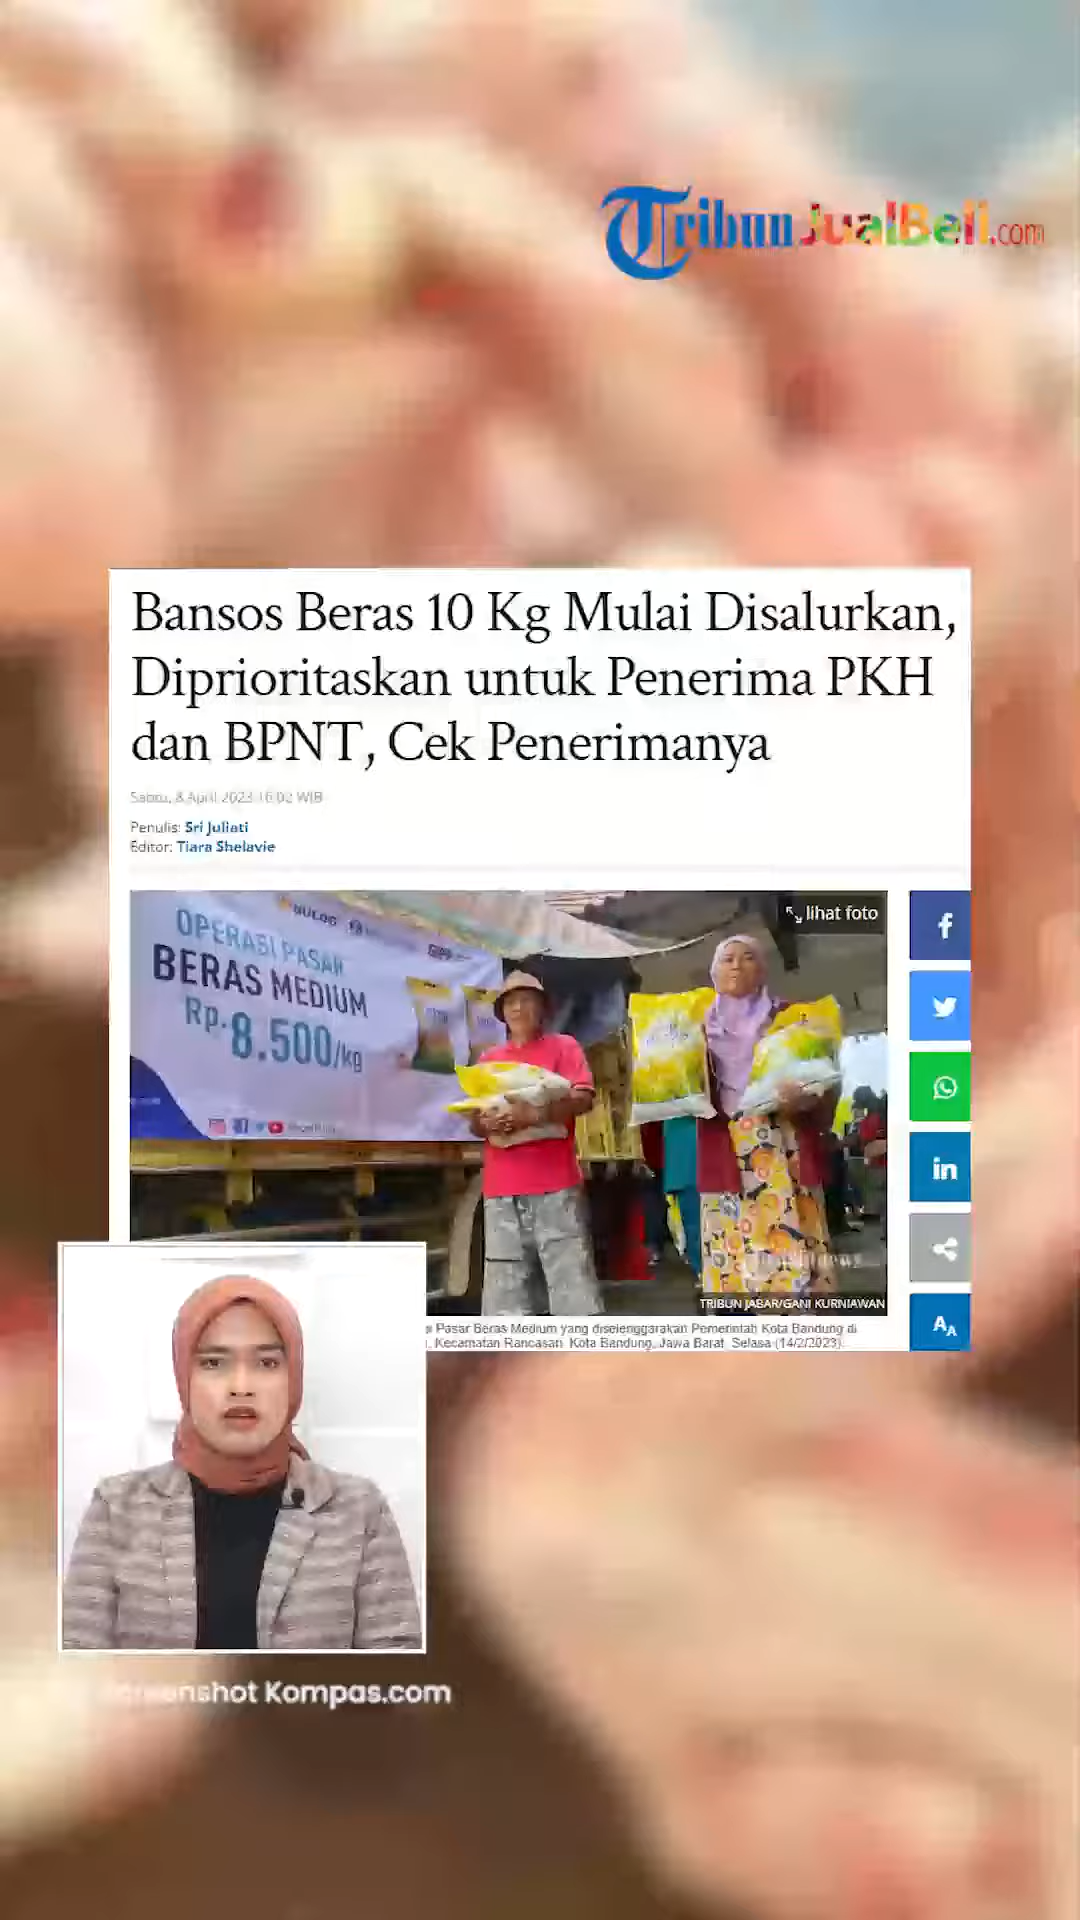 TribunJualBeli.com
Bansos Beras 10 Kg Mulai Disalurkan,
Diprioritaskan untuk Penerima PKH
dan BPNT, Cek Penerimanya
Sabtu, 8 April 2023 16:02 WIB
Penulis: Sri Juliati
Editor: Tiara Shelavie
lihat foto
BULOG
OPERASI PASAR
BERAS MEDIUM
Rp. 8.500/kg
TRIBUN JABAR/GANI KURNIAWAN
Pasar Beras Medium yang diselenggarakan Pemerintah Kota Bandung di
Kecamatan Rancasari, Kota Bandung, Jawa Barat, Selasa (14/2/2023).
f
in
AA
Kompas.com